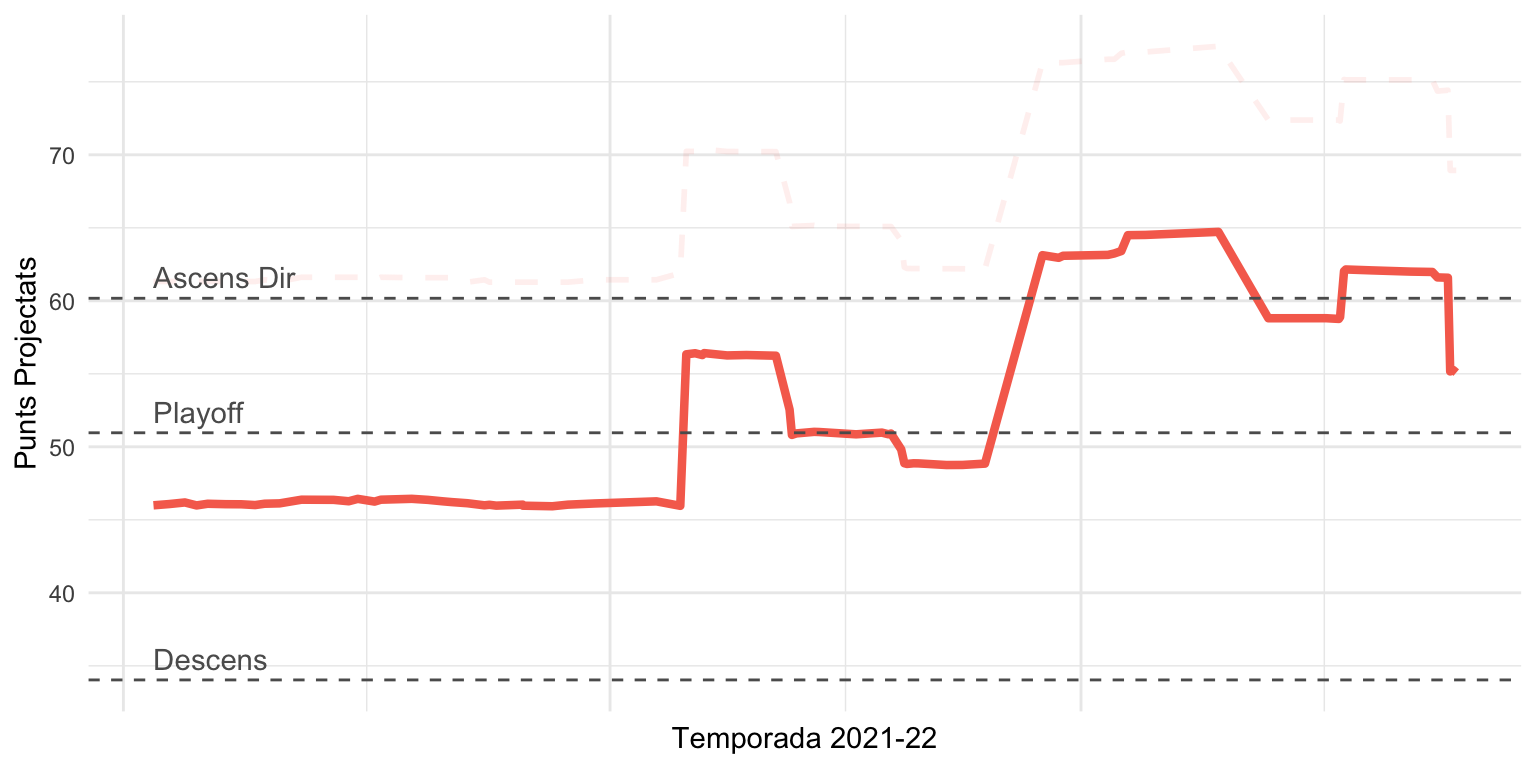 70
60
50
40
Punts Projectats
Ascens Dir
Playoff
Descens
Temporada 2021-22